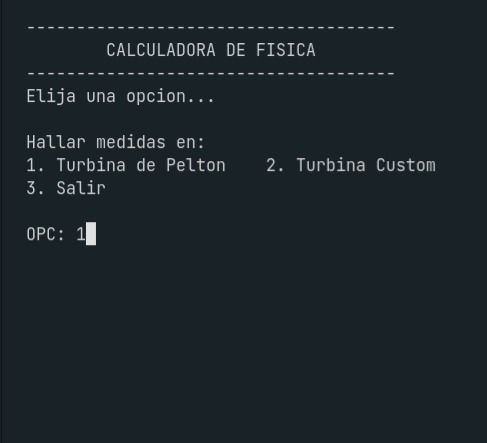 -------------------------------------
CALCULADORA DE FISICA
-------------------------------------
Elija una opcion...
Hallar medidas en:
1. Turbina de Pelton    2. Turbina Custom
3. Salir
OPC: 1